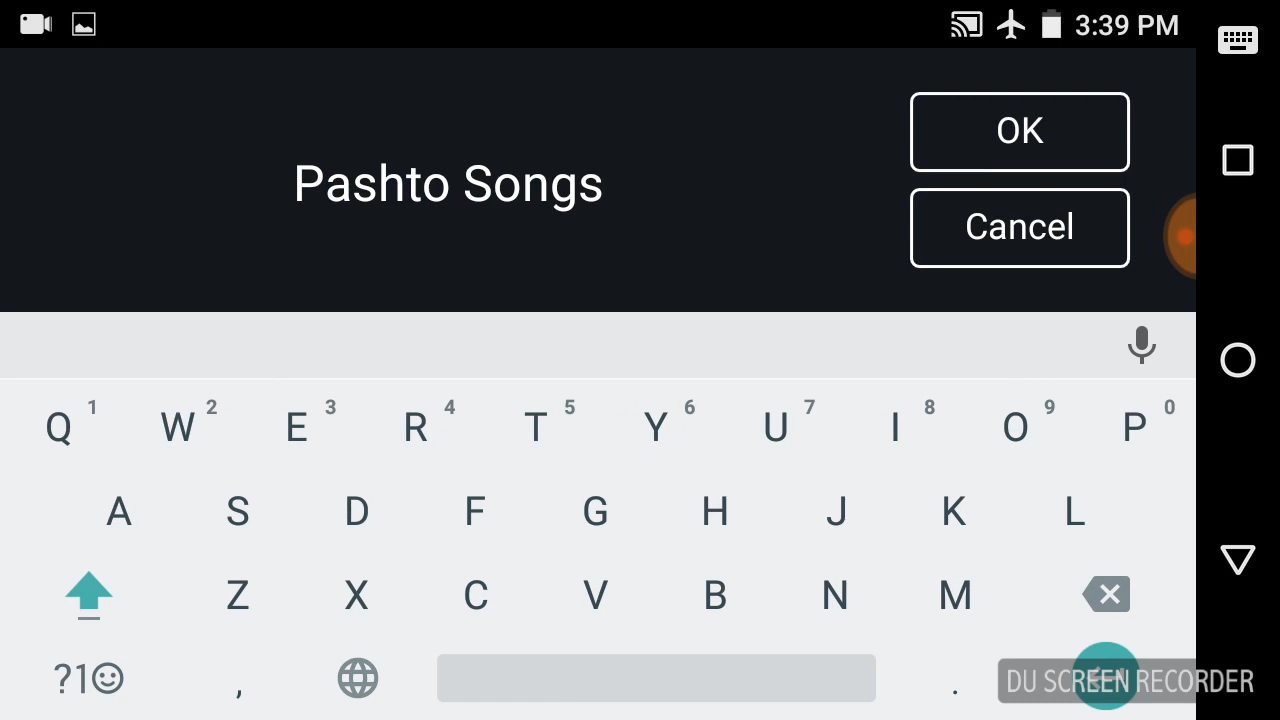 3:39 PM
OK
Pashto Songs
Cancel
Q 1 W 2 E 3 R 4 T 5 Y 6 U 7 I 8 O 9 P 0
A S D F G H J K L
Z X C V B N M
?1 , .
DU SCREEN RECORDER